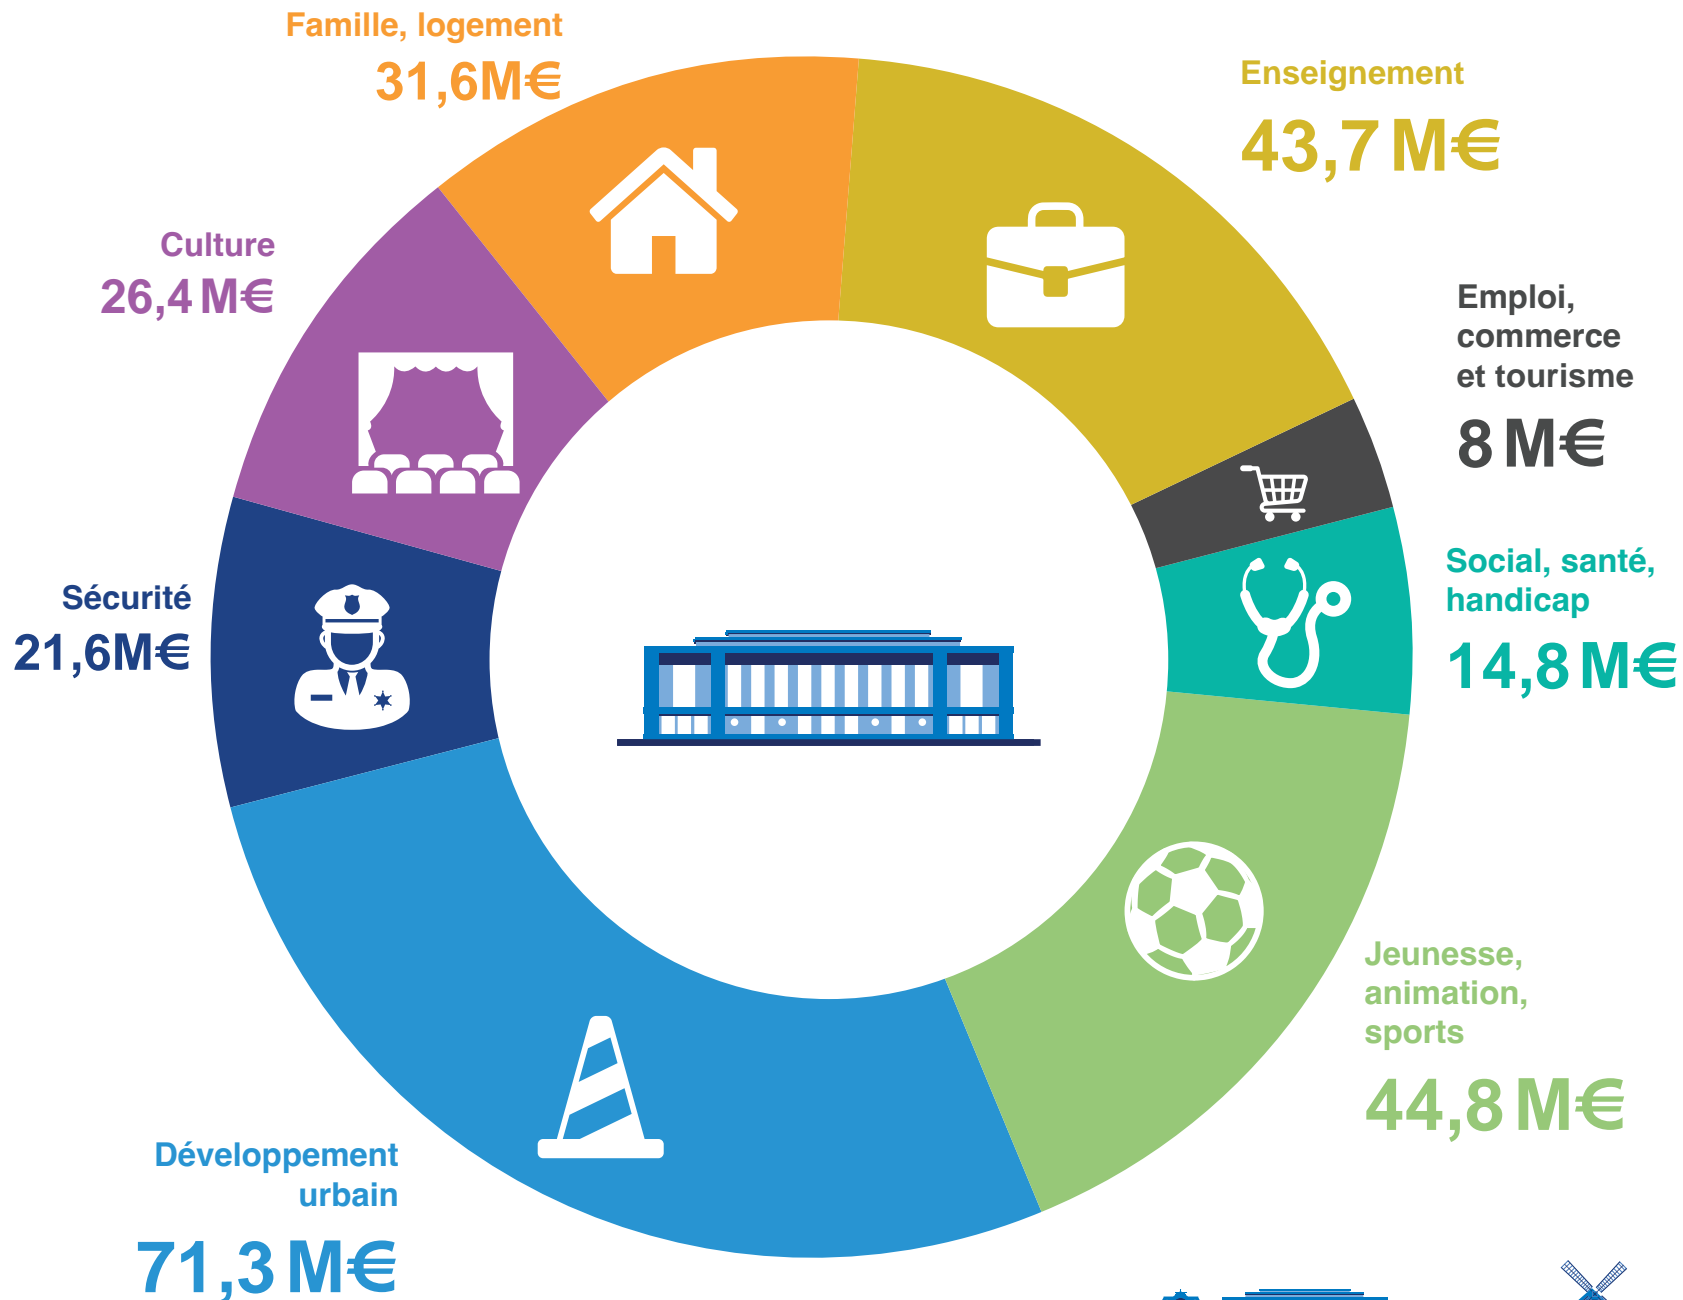 Famille, logement
31,6M€
Enseignement
43,7 M€
Culture
26,4 M€
Emploi,
commerce
et tourisme
8 M€
Social, santé,
handicap
14,8 M€
Sécurité
21,6M€
Jeunesse,
animation,
sports
44,8 M€
Développement
urbain
71,3 M€